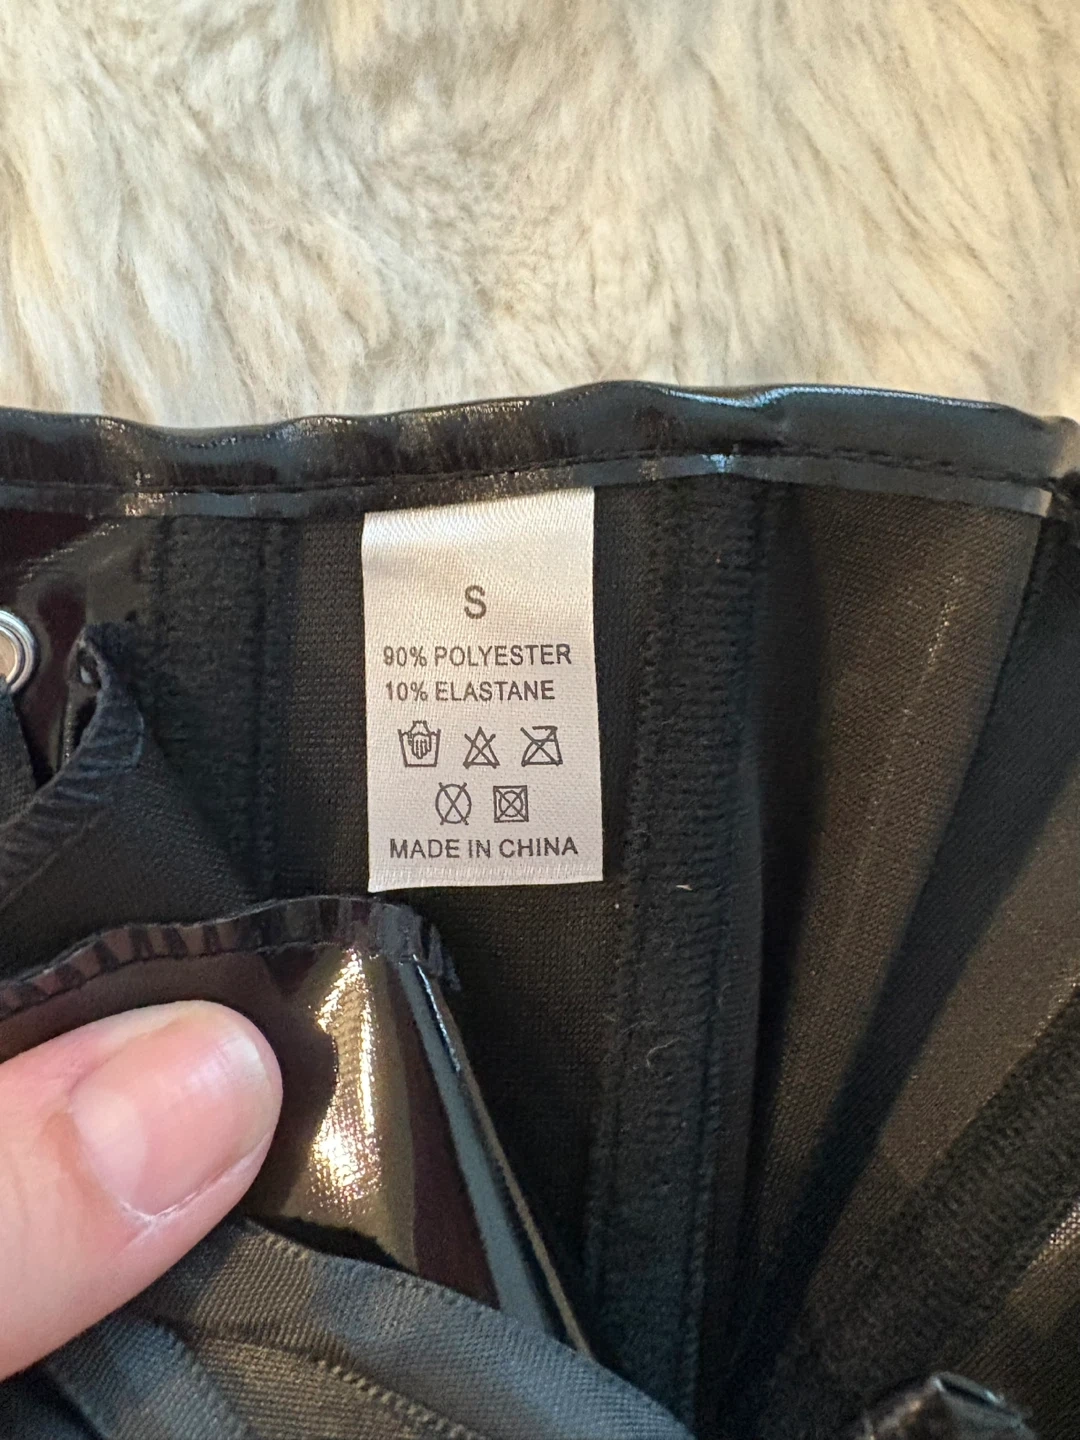 S
90% POLYESTER
10% ELASTANE
MADE IN CHINA